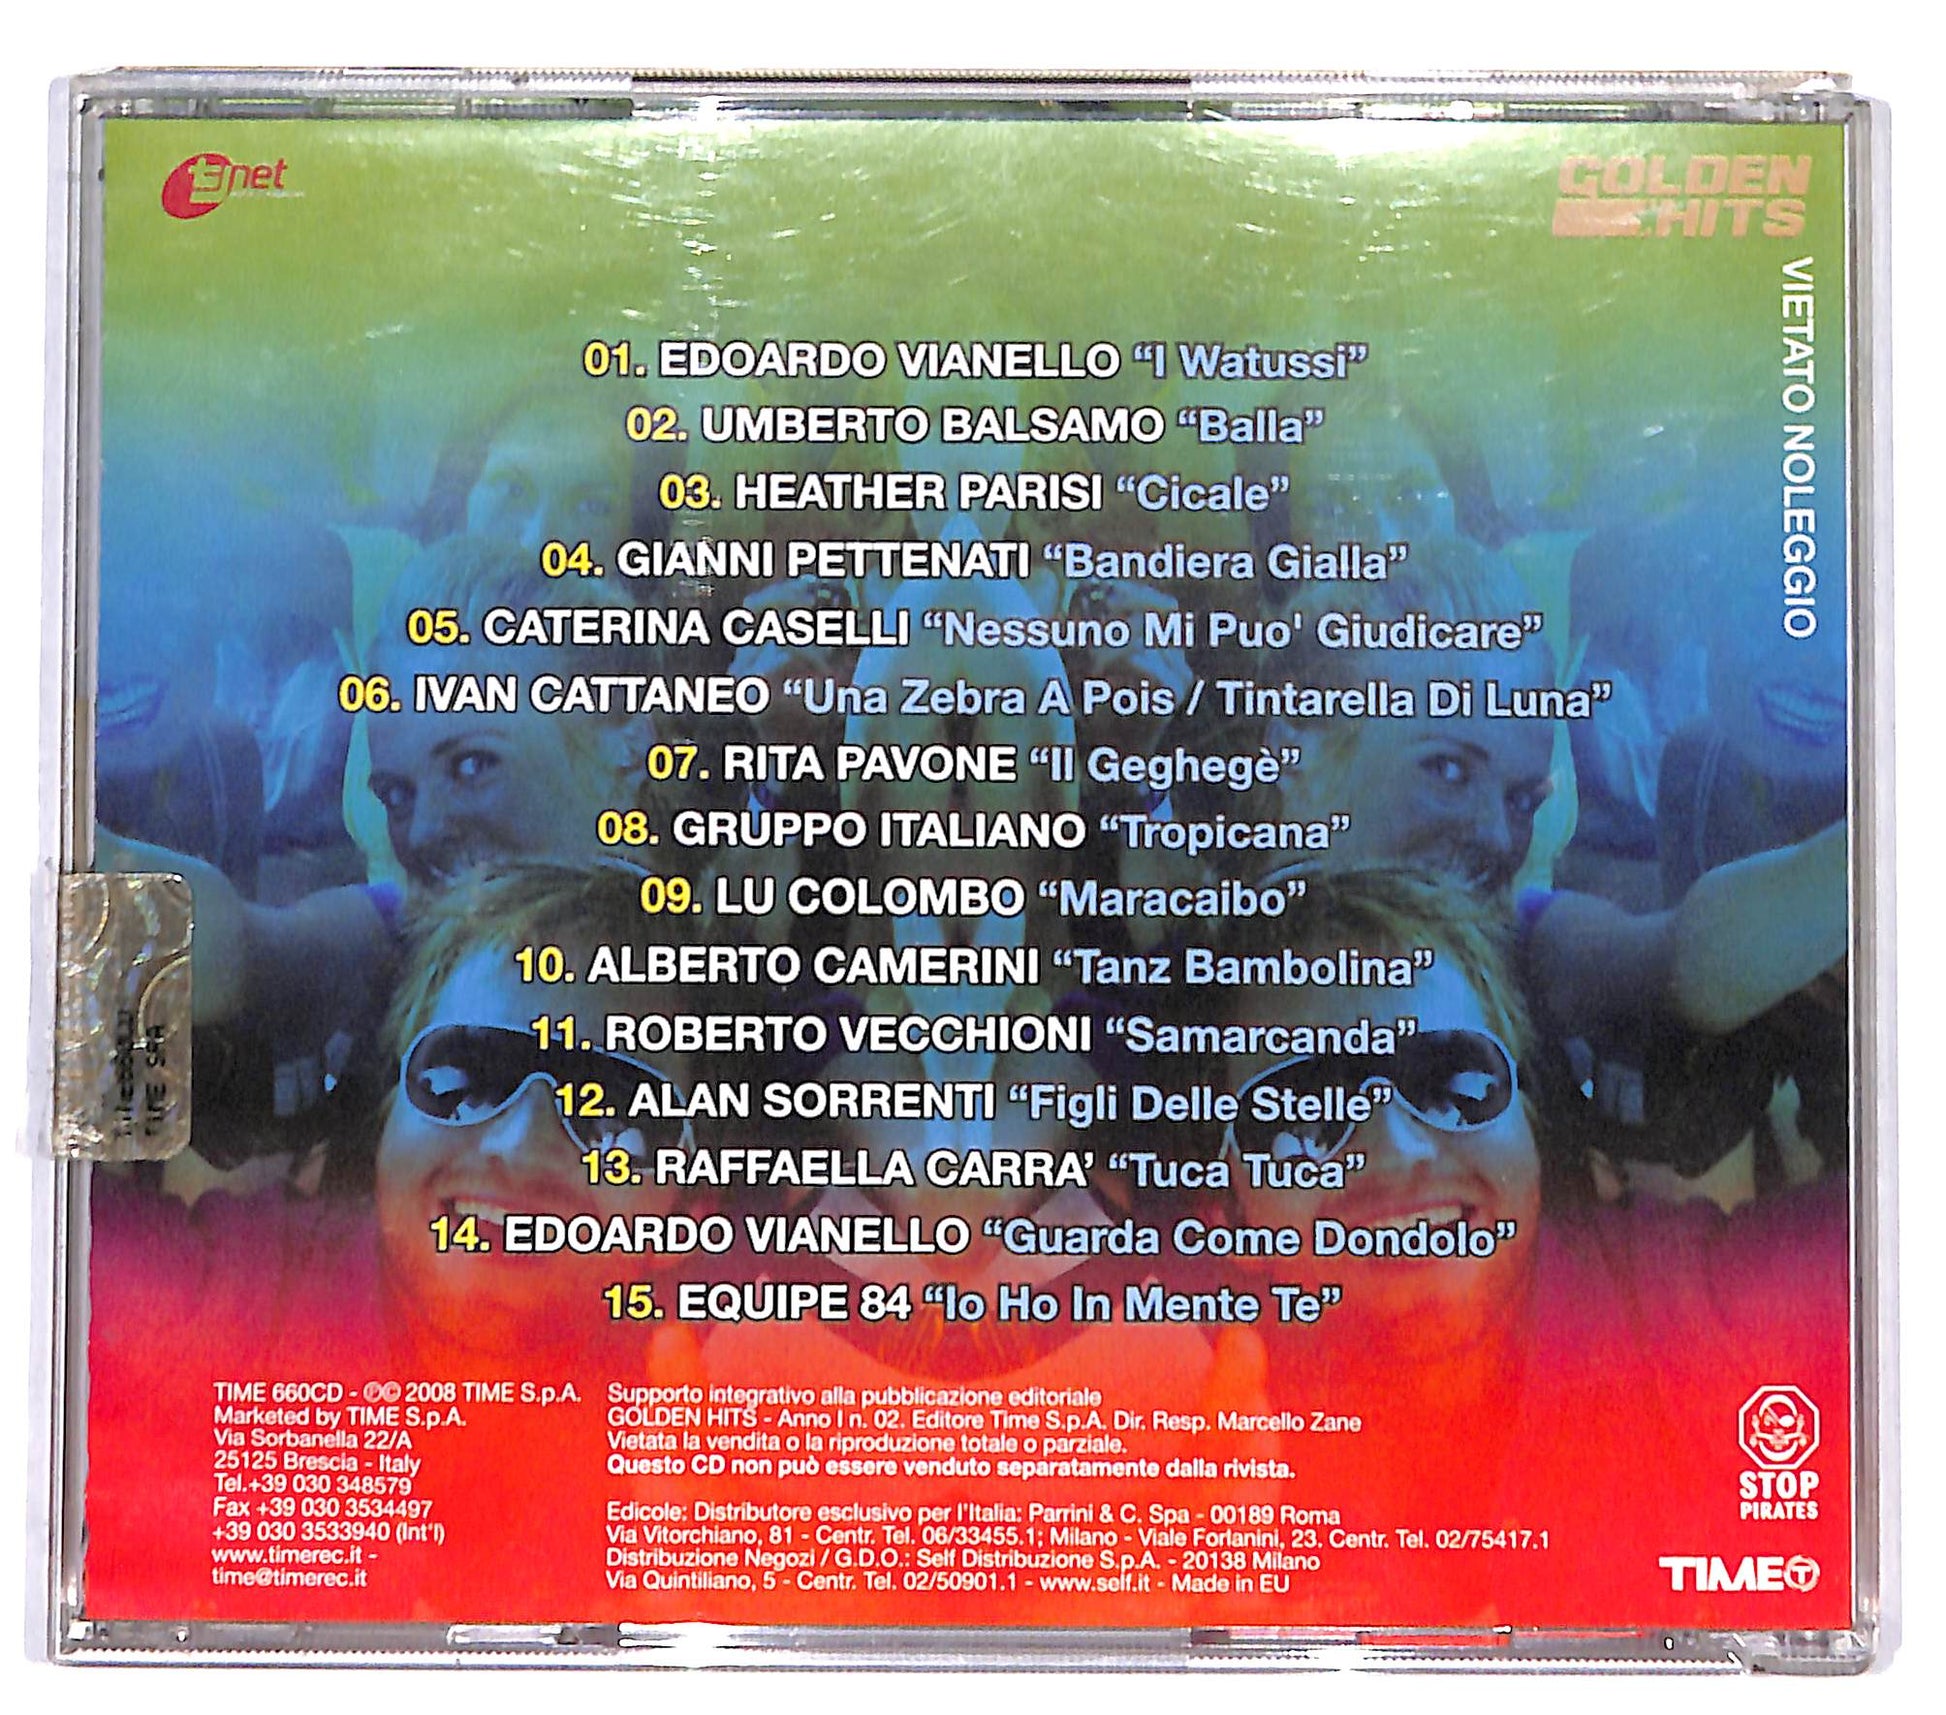 t3net
GOLDEN
HITS
VIETATO NOLEGGIO
01. EDOARDO VIANELLO “I Watussi”
02. UMBERTO BALSAMO “Balla”
03. HEATHER PARISI “Cicale”
04. GIANNI PETTENATI “Bandiera Gialla”
05. CATERINA CASELLI “Nessuno Mi Puo' Giudicare”
06. IVAN CATTANEO “Una Zebra A Pois / Tintarella Di Luna”
07. RITA PAVONE “Il Geghegè”
08. GRUPPO ITALIANO “Tropicana”
09. LU COLOMBO “Maracaibo”
10. ALBERTO CAMERINI “Tanz Bambolina”
11. ROBERTO VECCHIONI “Samarcanda”
12. ALAN SORRENTI “Figli Delle Stelle”
13. RAFFAELLA CARRA’ “Tuca Tuca”
14. EDOARDO VIANELLO “Guarda Come Dondolo”
15. EQUIPE 84 “Io Ho In Mente Te”
TIME 660CD - ℗© 2008 TIME S.p.A.
Marketed by TIME S.p.A.
Via Sorbanella 22/A
25125 Brescia - Italy
Tel.+39 030 348579
Fax +39 030 3534497
+39 030 3533940 (Int'l)
www.timerec.it -
time@timerec.it
Supporto integrativo alla pubblicazione editoriale
GOLDEN HITS - Anno I n. 02. Editore Time S.p.A. Dir. Resp. Marcello Zane
Vietata la vendita o la riproduzione totale o parziale.
Questo CD non può essere venduto separatamente dalla rivista.
Edicole: Distributore esclusivo per l'Italia: Parrini & C. Spa - 00189 Roma
Via Vitorchiano, 81 - Centr. Tel. 06/33455.1; Milano - Viale Forlanini, 23. Centr. Tel. 02/75417.1
Distribuzione Negozi / G.D.O.: Self Distribuzione S.p.A. - 20138 Milano
Via Quintiliano, 5 - Centr. Tel. 02/50901.1 - www.self.it - Made in EU
STOP
PIRATES
TIME T